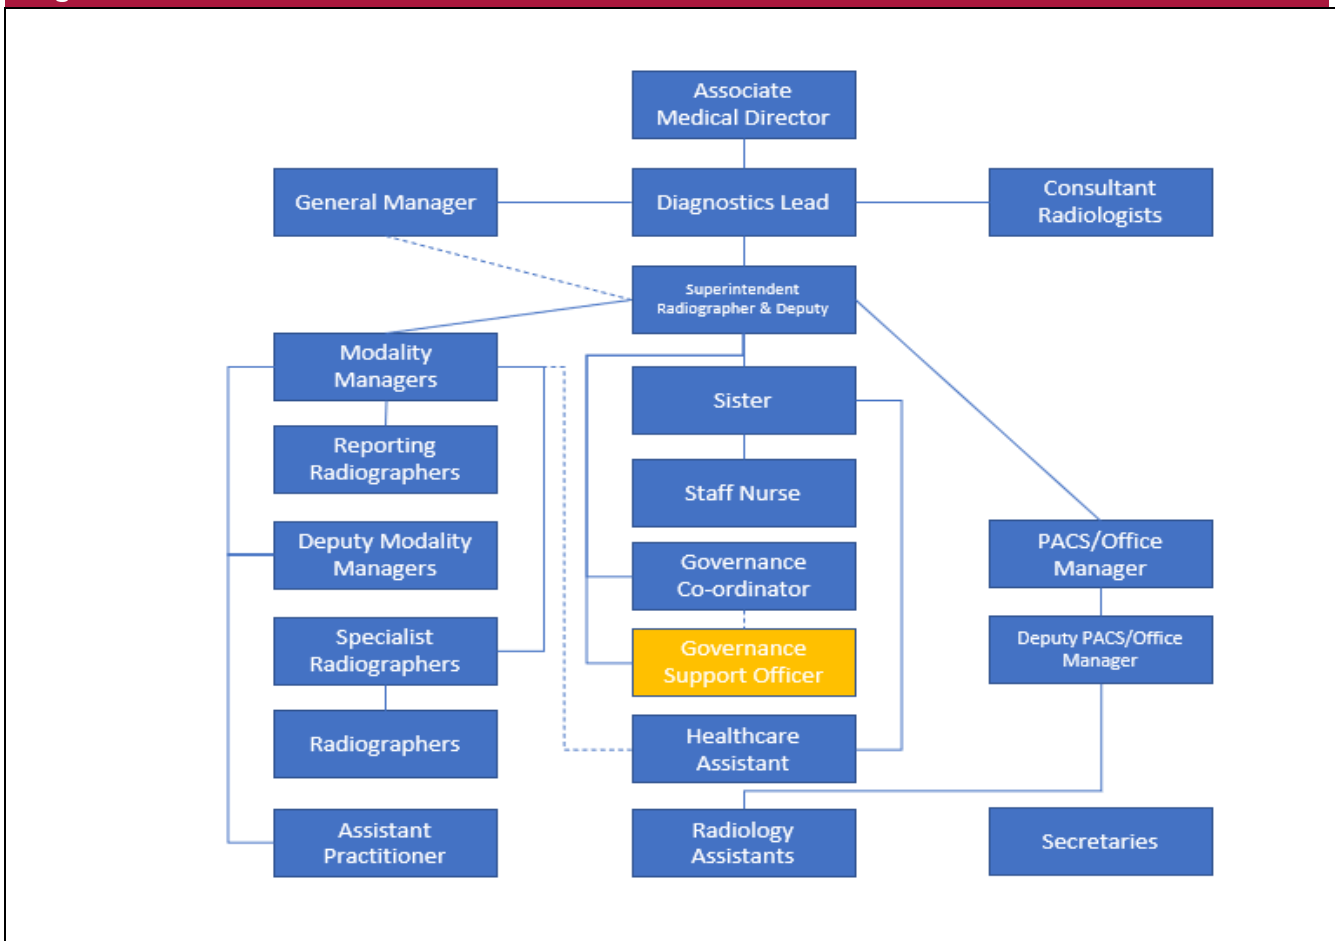 Associate
Medical Director
General Manager
Diagnostics Lead
Consultant
Radiologists
Superintendent
Radiographer & Deputy
Modality
Managers
Sister
Reporting
Radiographers
Staff Nurse
Deputy Modality
Managers
Governance
Co-ordinator
PACS/Office
Manager
Specialist
Radiographers
Governance
Support Officer
Deputy PACS/Office
Manager
Radiographers
Healthcare
Assistant
Assistant
Practitioner
Radiology
Assistants
Secretaries